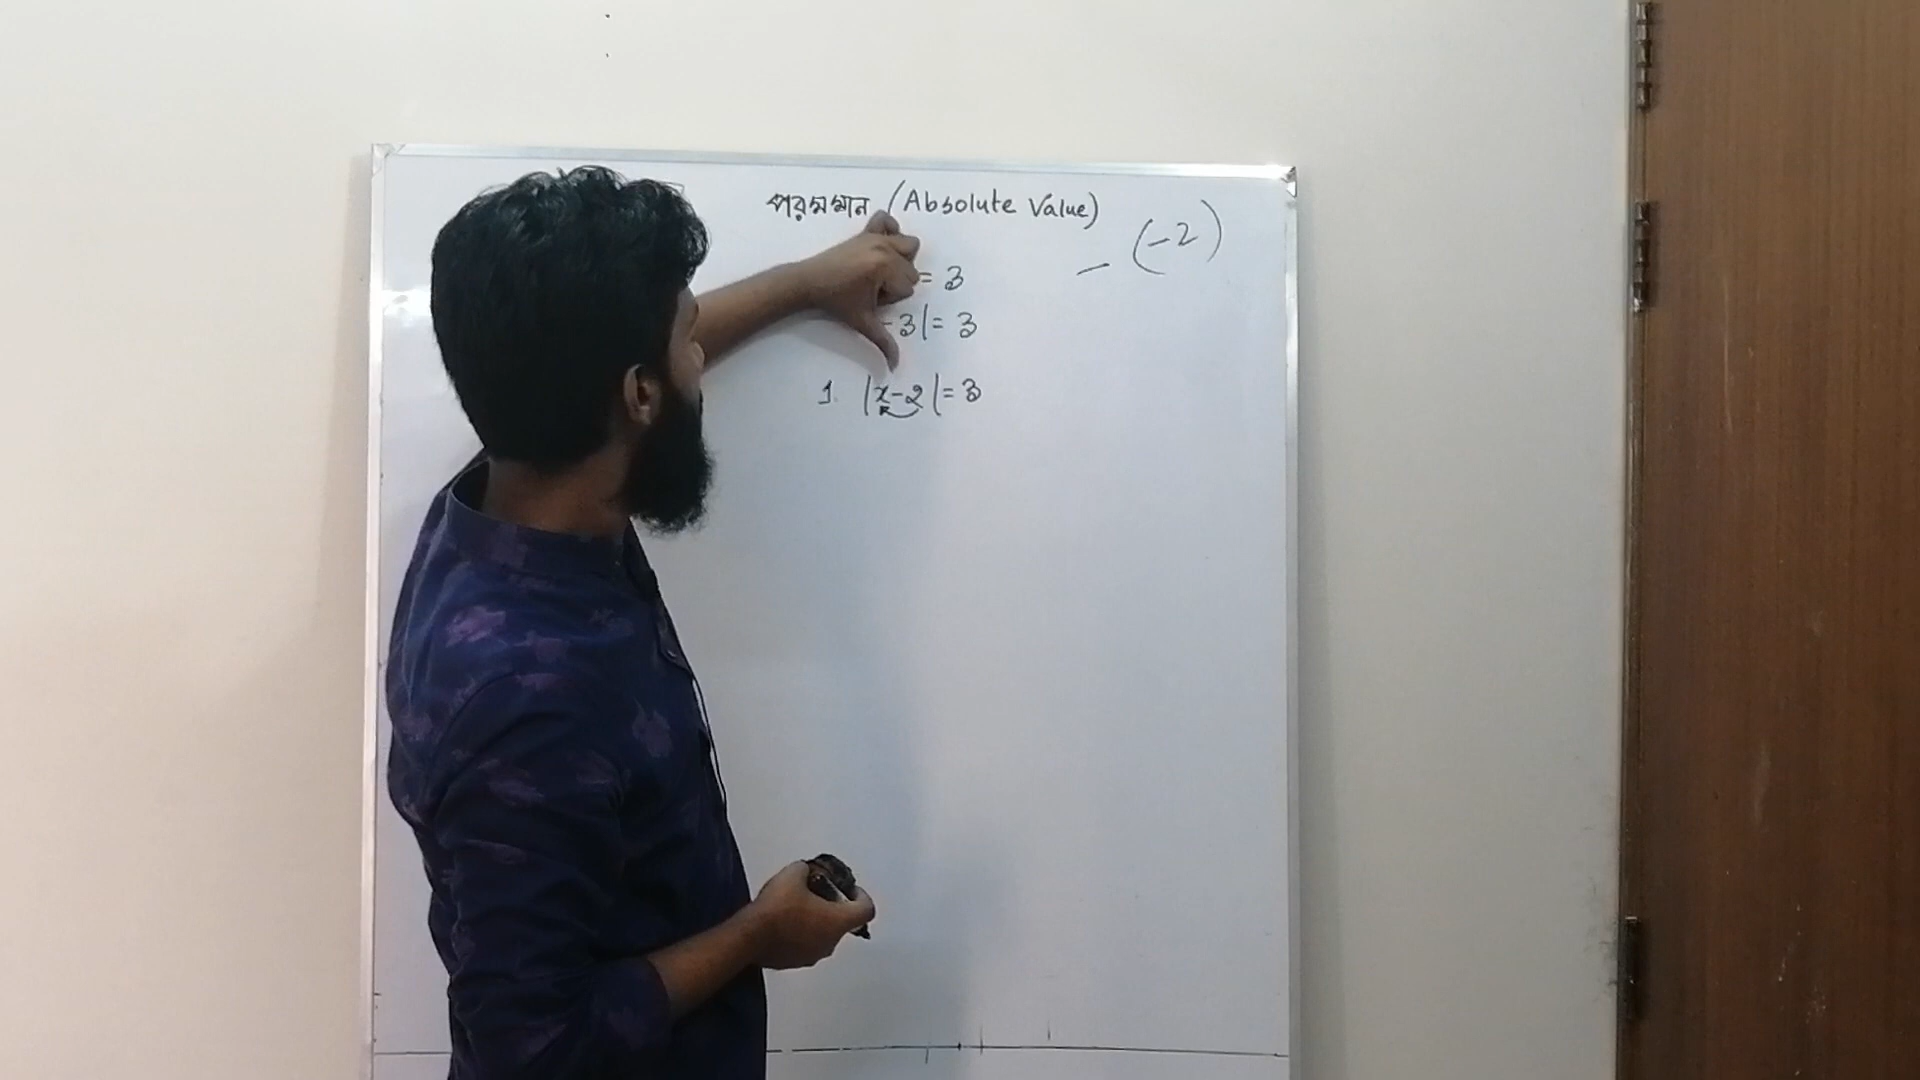 পরমমান (Absolute Value)
- (-2)
= 3
-3|= 3
1. |x-2|= 3